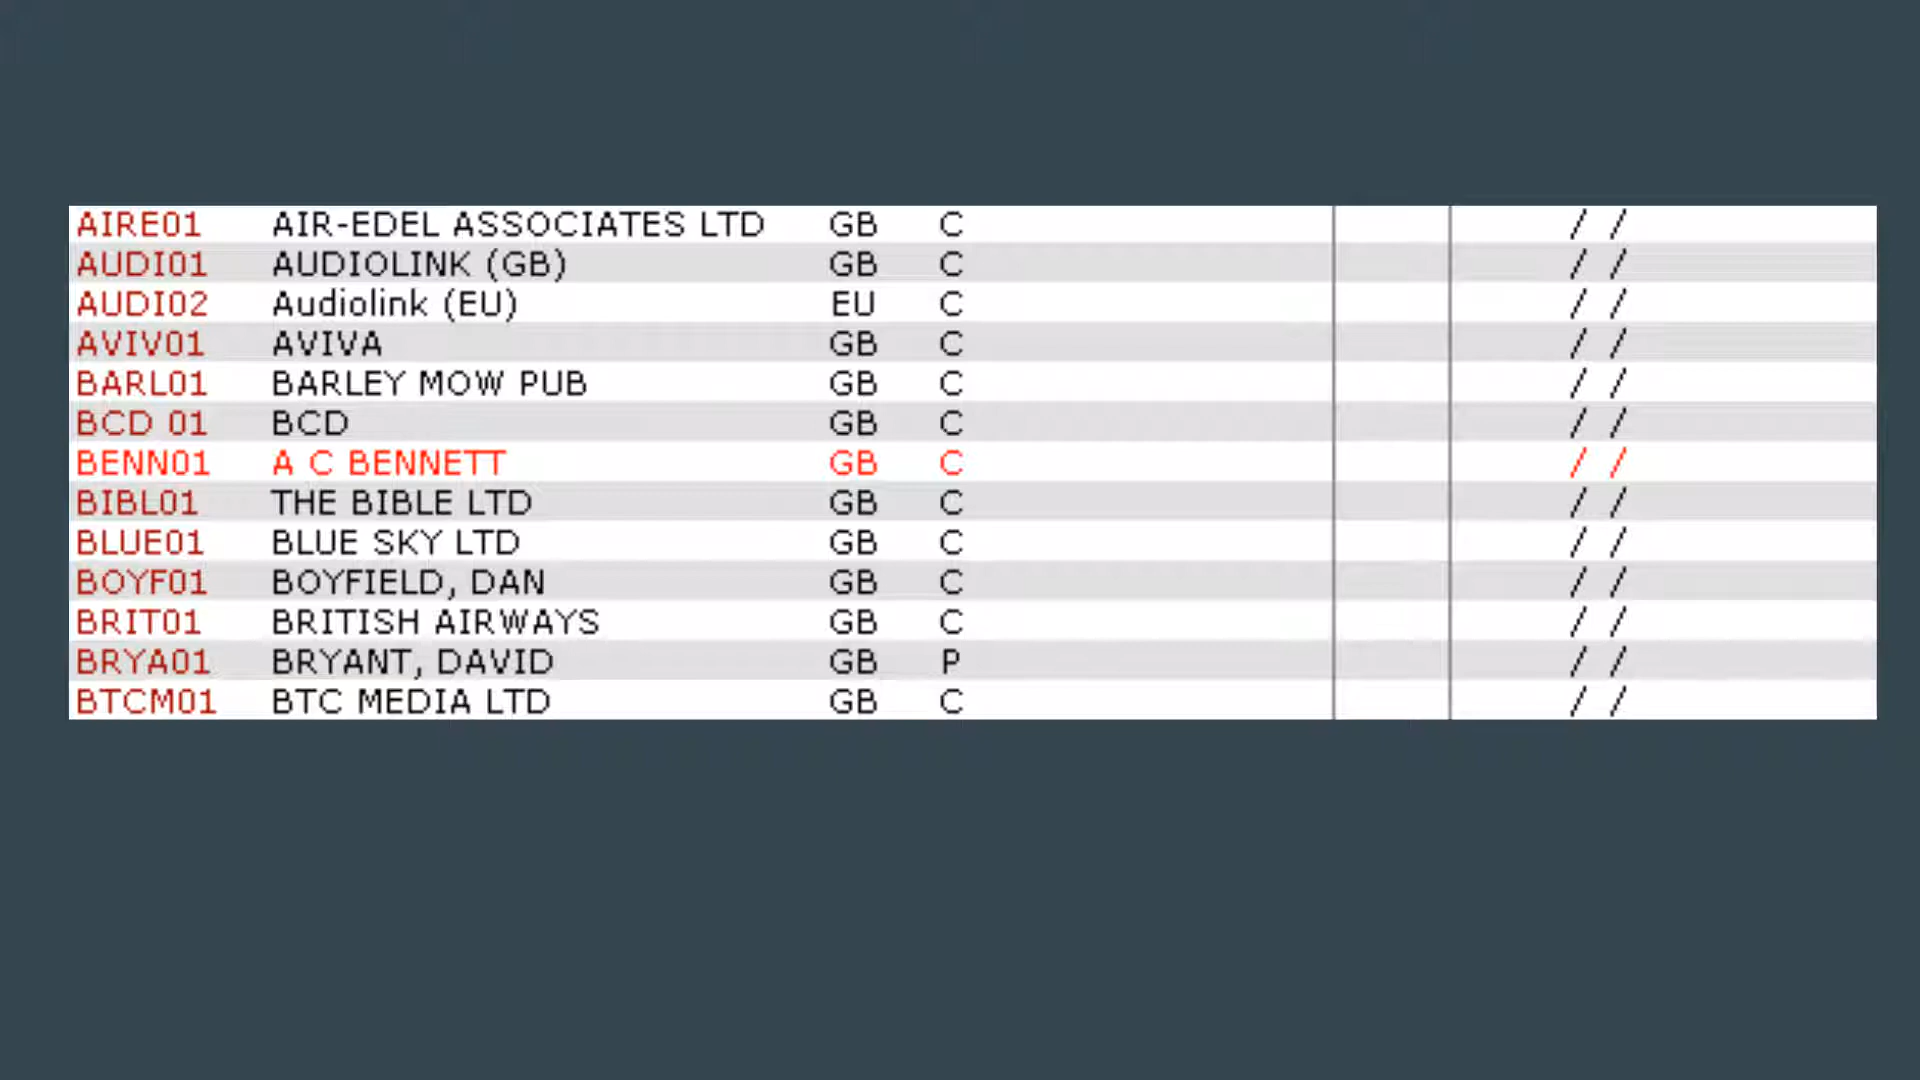 AIRE01 AIR-EDEL ASSOCIATES LTD GB C / /
AUDI01 AUDIOLINK (GB) GB C / /
AUDI02 Audiolink (EU) EU C / /
AVIV01 AVIVA GB C / /
BARL01 BARLEY MOW PUB GB C / /
BCD 01 BCD GB C / /
BENN01 A C BENNETT GB C / /
BIBL01 THE BIBLE LTD GB C / /
BLUE01 BLUE SKY LTD GB C / /
BOYF01 BOYFIELD, DAN GB C / /
BRIT01 BRITISH AIRWAYS GB C / /
BRYA01 BRYANT, DAVID GB P / /
BTCM01 BTC MEDIA LTD GB C / /